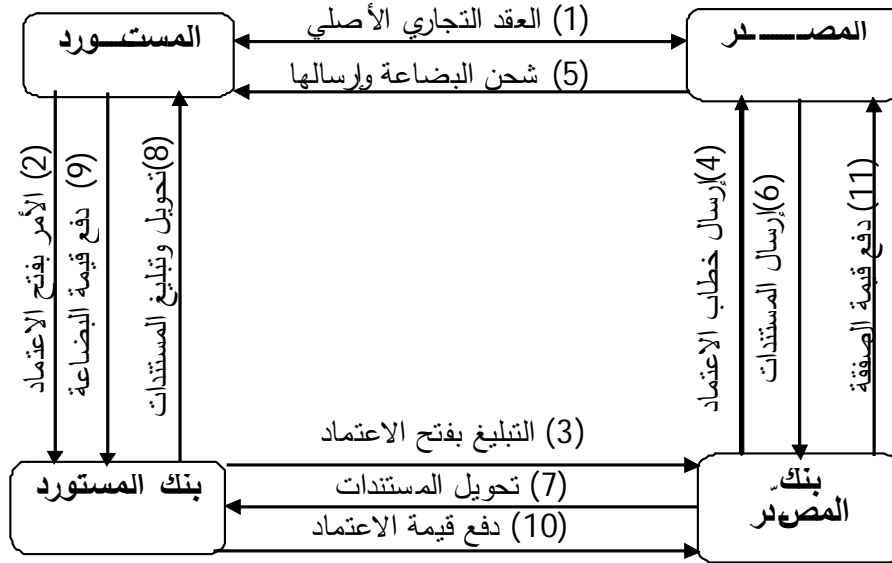 المصدر
(1) العقد التجاري الأصلي
المستورد
(5) شحن البضاعة وإرسالها
(11) دفع قيمة الصفقة
(6) إرسال المستندات
(4) إرسال خطاب الاعتماد
(8) تحويل وتبليغ المستندات
(9) دفع قيمة البضاعة
(2) الأمر بفتح الاعتماد
(3) التبليغ بفتح الاعتماد
بنك
المصدّر
بنك المستورد
(7) تحويل المستندات
(10) دفع قيمة الاعتماد